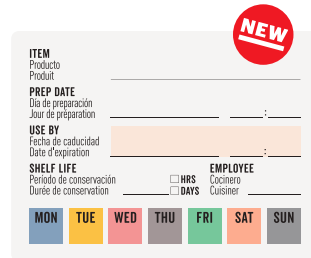 NEW
ITEM
Producto
Produit
PREP DATE
Día de preparación
Jour de préparation
:
USE BY
Fecha de caducidad
Date d'expiration
:
SHELF LIFE
Período de conservación
Durée de conservation
HRS
DAYS
EMPLOYEE
Cocinero
Cuisiner
MON TUE WED THU FRI SAT SUN